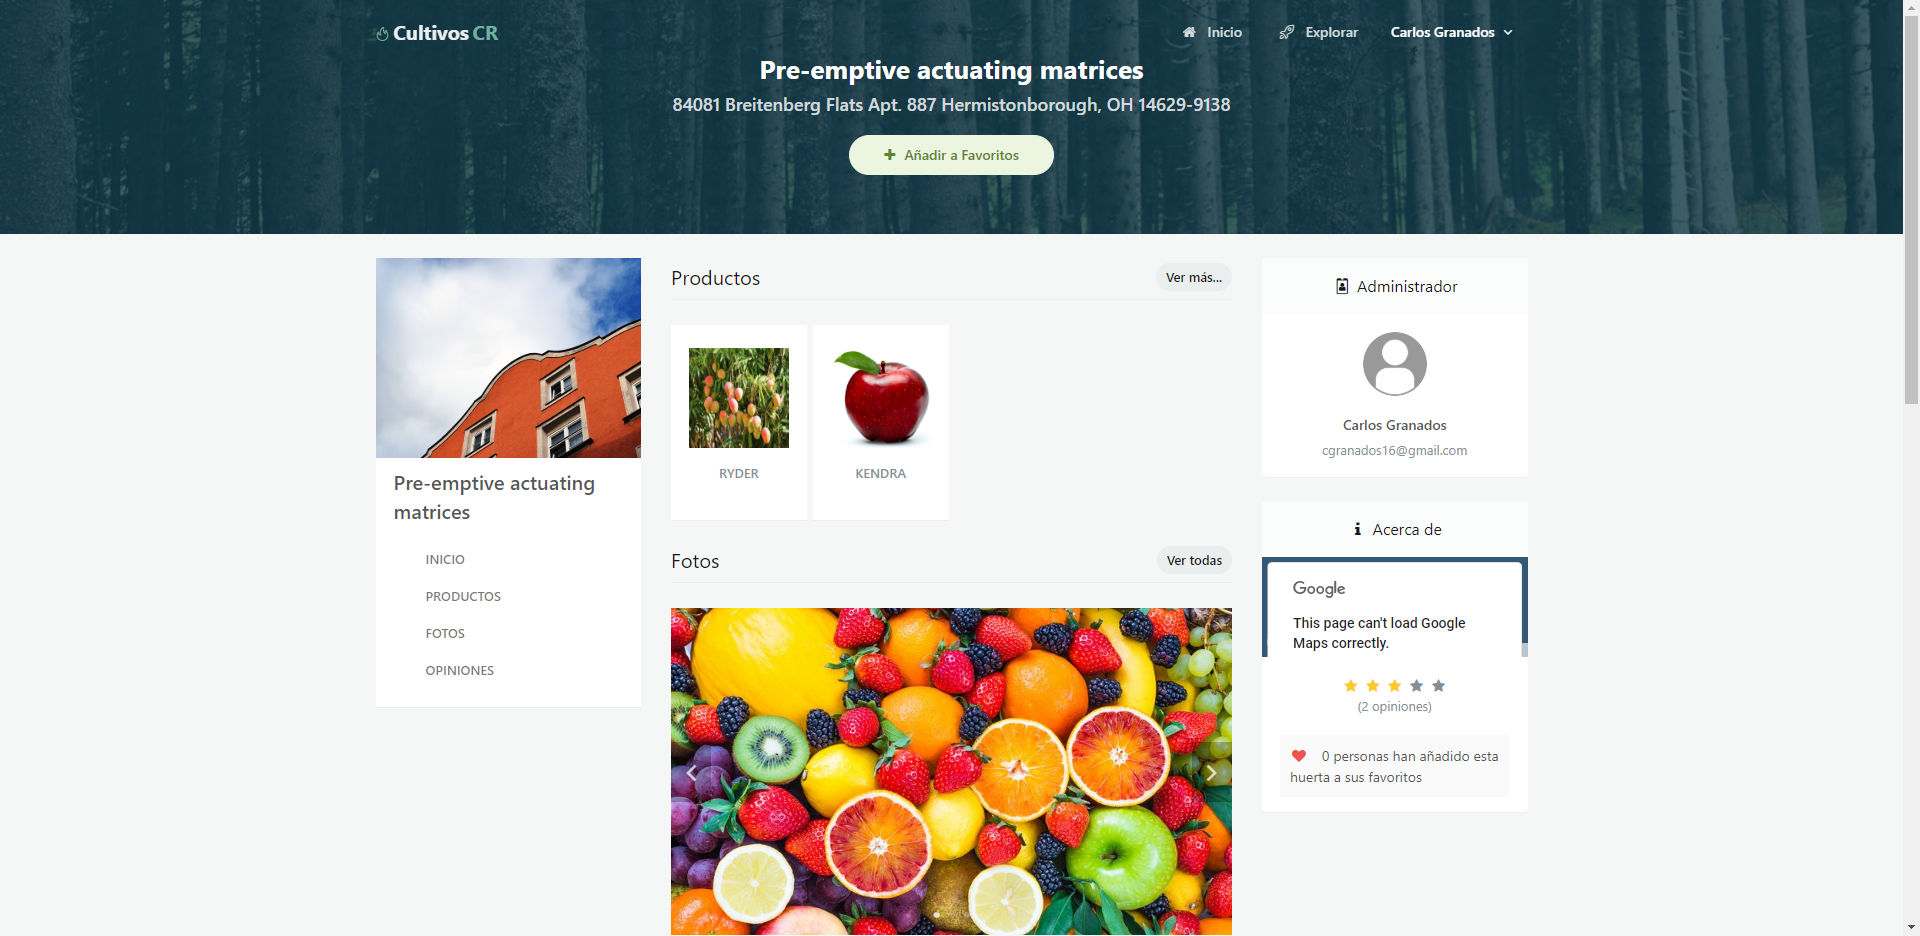 Cultivos CR
Inicio
Explorar
Carlos Granados
Pre-emptive actuating matrices
84081 Breitenberg Flats Apt. 887 Hermistonborough, OH 14629-9138
Añadir a Favoritos
Pre-emptive actuating
matrices
INICIO
PRODUCTOS
FOTOS
OPINIONES
Productos
Ver más...
RYDER
KENDRA
Fotos
Ver todas
Administrador
Carlos Granados
cgranados16@gmail.com
Acerca de
Google
This page can't load Google
Maps correctly.
(2 opiniones)
0 personas han añadido esta
huerta a sus favoritos